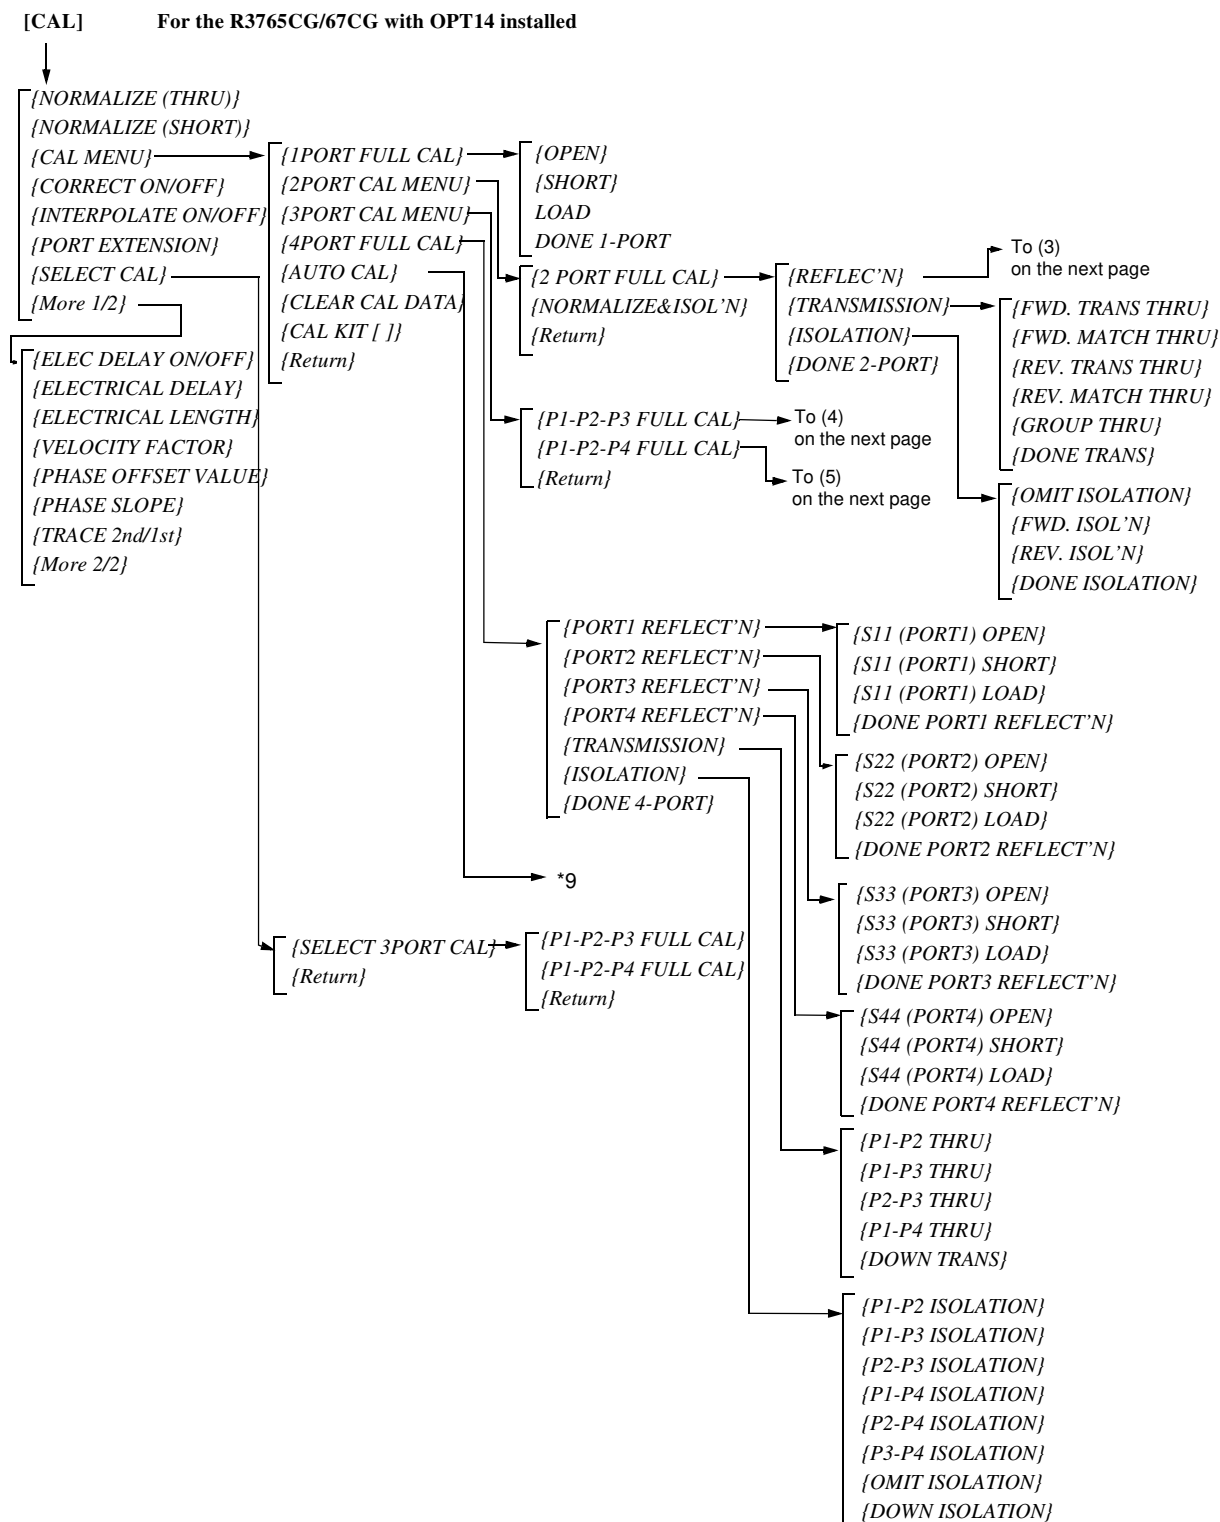 [CAL] For the R3765CG/67CG with OPT14 installed
{NORMALIZE (THRU)}
{NORMALIZE (SHORT)}
{CAL MENU}
{CORRECT ON/OFF}
{INTERPOLATE ON/OFF}
{PORT EXTENSION}
{SELECT CAL}
{More 1/2}
{ELEC DELAY ON/OFF}
{ELECTRICAL DELAY}
{ELECTRICAL LENGTH}
{VELOCITY FACTOR}
{PHASE OFFSET VALUE}
{PHASE SLOPE}
{TRACE 2nd/1st}
{More 2/2}
{1PORT FULL CAL}
{2PORT CAL MENU}
{3PORT CAL MENU}
{4PORT FULL CAL}
{AUTO CAL}
{CLEAR CAL DATA}
{CAL KIT [ ]}
{Return}
{OPEN}
{SHORT}
LOAD
DONE 1-PORT
{2 PORT FULL CAL}
{NORMALIZE&ISOL'N}
{Return}
{REFLEC'N}
{TRANSMISSION}
{ISOLATION}
{DONE 2-PORT}
To (3)
on the next page
{FWD. TRANS THRU}
{FWD. MATCH THRU}
{REV. TRANS THRU}
{REV. MATCH THRU}
{GROUP THRU}
{DONE TRANS}
{OMIT ISOLATION}
{FWD. ISOL'N}
{REV. ISOL'N}
{DONE ISOLATION}
{P1-P2-P3 FULL CAL}
{P1-P2-P4 FULL CAL}
{Return}
To (4)
on the next page
To (5)
on the next page
{PORT1 REFLECT'N}
{PORT2 REFLECT'N}
{PORT3 REFLECT'N}
{PORT4 REFLECT'N}
{TRANSMISSION}
{ISOLATION}
{DONE 4-PORT}
{S11 (PORT1) OPEN}
{S11 (PORT1) SHORT}
{S11 (PORT1) LOAD}
{DONE PORT1 REFLECT'N}
{S22 (PORT2) OPEN}
{S22 (PORT2) SHORT}
{S22 (PORT2) LOAD}
{DONE PORT2 REFLECT'N}
{S33 (PORT3) OPEN}
{S33 (PORT3) SHORT}
{S33 (PORT3) LOAD}
{DONE PORT3 REFLECT'N}
{S44 (PORT4) OPEN}
{S44 (PORT4) SHORT}
{S44 (PORT4) LOAD}
{DONE PORT4 REFLECT'N}
{P1-P2 THRU}
{P1-P3 THRU}
{P2-P3 THRU}
{P1-P4 THRU}
{DOWN TRANS}
{P1-P2 ISOLATION}
{P1-P3 ISOLATION}
{P2-P3 ISOLATION}
{P1-P4 ISOLATION}
{P2-P4 ISOLATION}
{P3-P4 ISOLATION}
{OMIT ISOLATION}
{DOWN ISOLATION}
*9
{SELECT 3PORT CAL}
{Return}
{P1-P2-P3 FULL CAL}
{P1-P2-P4 FULL CAL}
{Return}